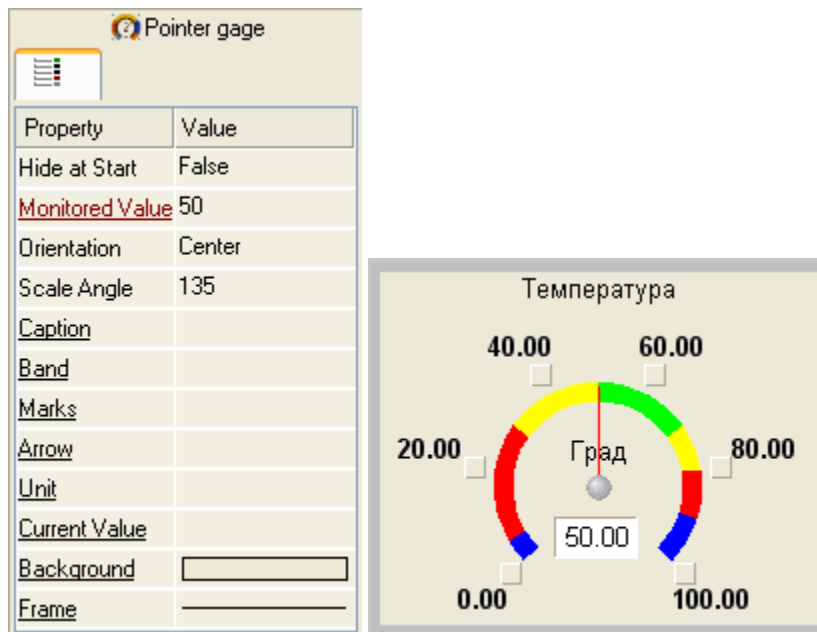 Pointer gage
Property Value
Hide at Start False
Monitored Value 50
Orientation Center
Scale Angle 135
Caption
Band
Marks
Arrow
Unit
Current Value
Background
Frame
Температура
40.00 60.00
20.00 Град 80.00
50.00
0.00 100.00